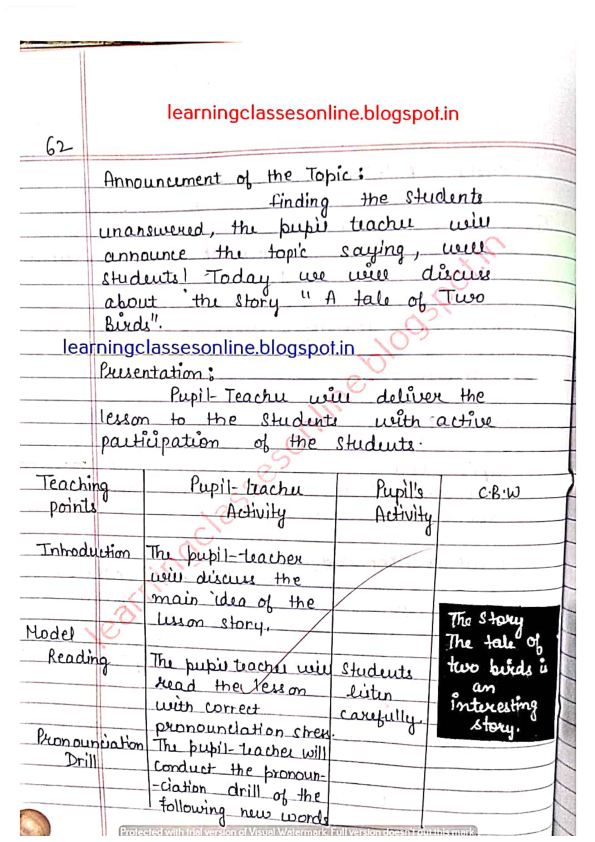 learningclassesonline.blogspot.in
62
Announcement of the Topic :
finding the students
unanswered, the pupil teacher will
announce the topic saying, well
students! Today we will discuss
about the story " A tale of Two
Birds".
learningclassesonline.blogspot.in
Presentation :
Pupil-Teacher will deliver the
lesson to the students with active
participation of the students.
learningclassesonline.blogspot.in
Teaching Pupil-teacher Pupil's C.B.W
points Activity Activity
Introduction The pupil-teacher
will discuss the
main idea of the
lesson story.
Model
Reading The pupil teacher will students
read the lesson listen
with correct carefully.
pronounciation stress.
Pronounciation The pupil-teacher will
Drill conduct the pronoun-
-ciation drill of the
following new words
The Story
The tale of
two birds is
an
interesting
story.
Protected with trial version of Visual Watermark. Full version doesn't put this mark.